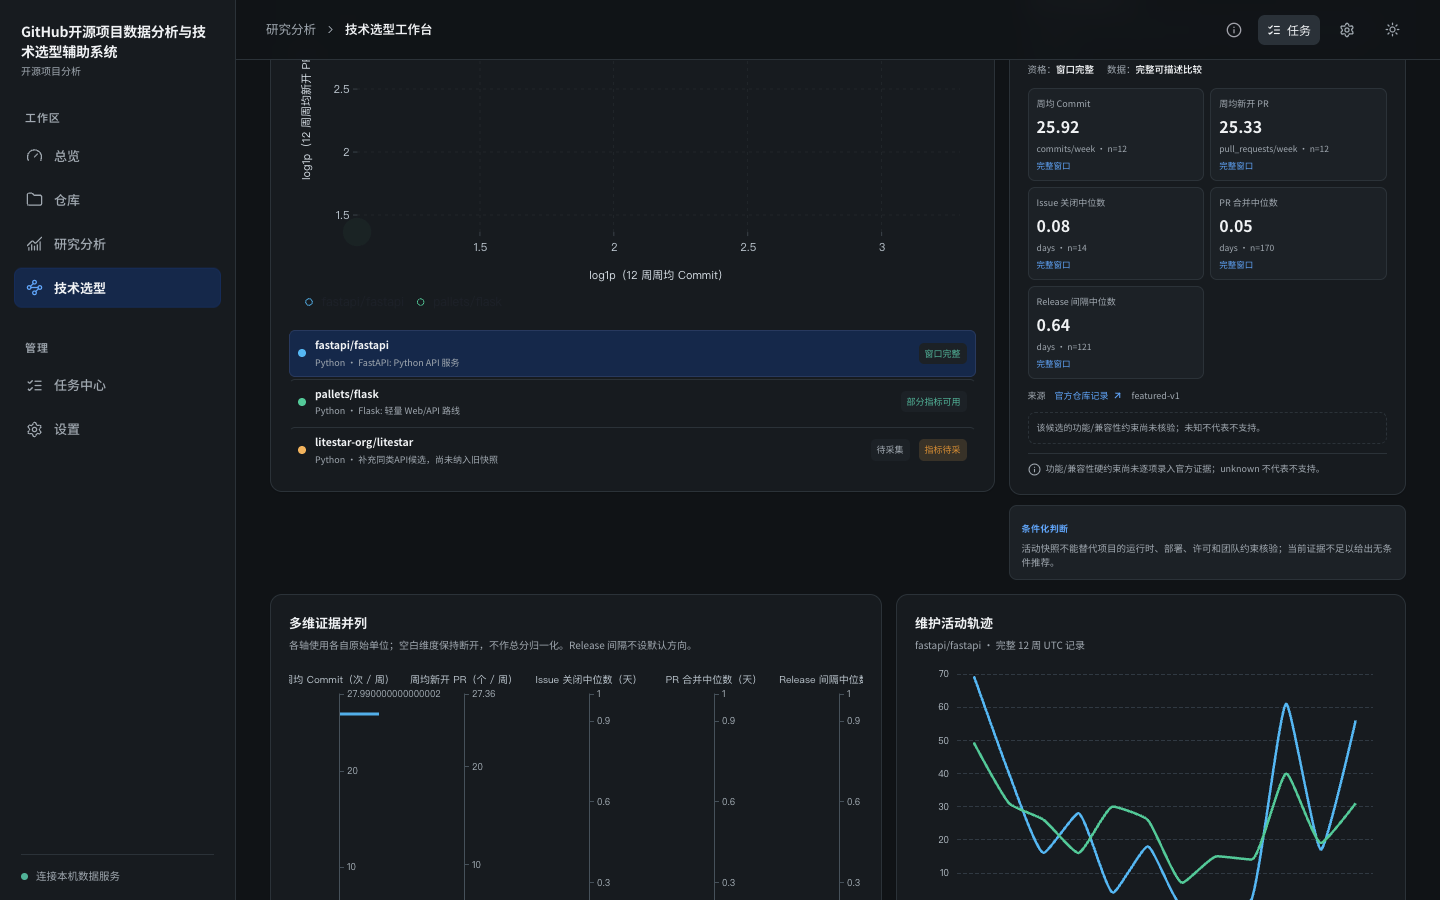 GitHub开源项目数据分析与技
术选型辅助系统
开源项目分析
工作区
总览
仓库
研究分析
技术选型
管理
任务中心
设置
连接本机数据服务
研究分析 > 技术选型工作台
任务
log1p（12 周周均新开 P
2.5
2
1.5
1.5
2
2.5
3
log1p（12 周周均 Commit）
fastapi/fastapi
pallets/flask
fastapi/fastapi
Python · FastAPI: Python API 服务
窗口完整
pallets/flask
Python · Flask: 轻量 Web/API 路线
部分指标可用
litestar-org/litestar
Python · 补充同类API候选，尚未纳入旧快照
待采集
指标待采
资格：窗口完整 数据：完整可描述比较
周均 Commit
25.92
commits/week · n=12
完整窗口
周均新开 PR
25.33
pull_requests/week · n=12
完整窗口
Issue 关闭中位数
0.08
days · n=14
完整窗口
PR 合并中位数
0.05
days · n=170
完整窗口
Release 间隔中位数
0.64
days · n=121
完整窗口
来源 官方仓库记录 ↗ featured-v1
该候选的功能/兼容性约束尚未核验；未知不代表不支持。
功能/兼容性硬约束尚未逐项录入官方证据；unknown 不代表不支持。
条件化判断
活动快照不能替代项目的运行时、部署、许可和团队约束核验；当前证据不足以给出无条
件推荐。
多维证据并列
各轴使用各自原始单位；空白维度保持断开，不作总分归一化。Release 间隔不设默认方向。
均 Commit（次 / 周）
周均新开 PR（个 / 周）
Issue 关闭中位数（天）
PR 合并中位数（天）
Release 间隔中位
27.990000000000002
20
10
27.36
20
10
1
0.9
0.6
0.3
1
0.9
0.6
0.3
1
0.9
0.6
0.3
维护活动轨迹
fastapi/fastapi · 完整 12 周 UTC 记录
70
60
50
40
30
20
10